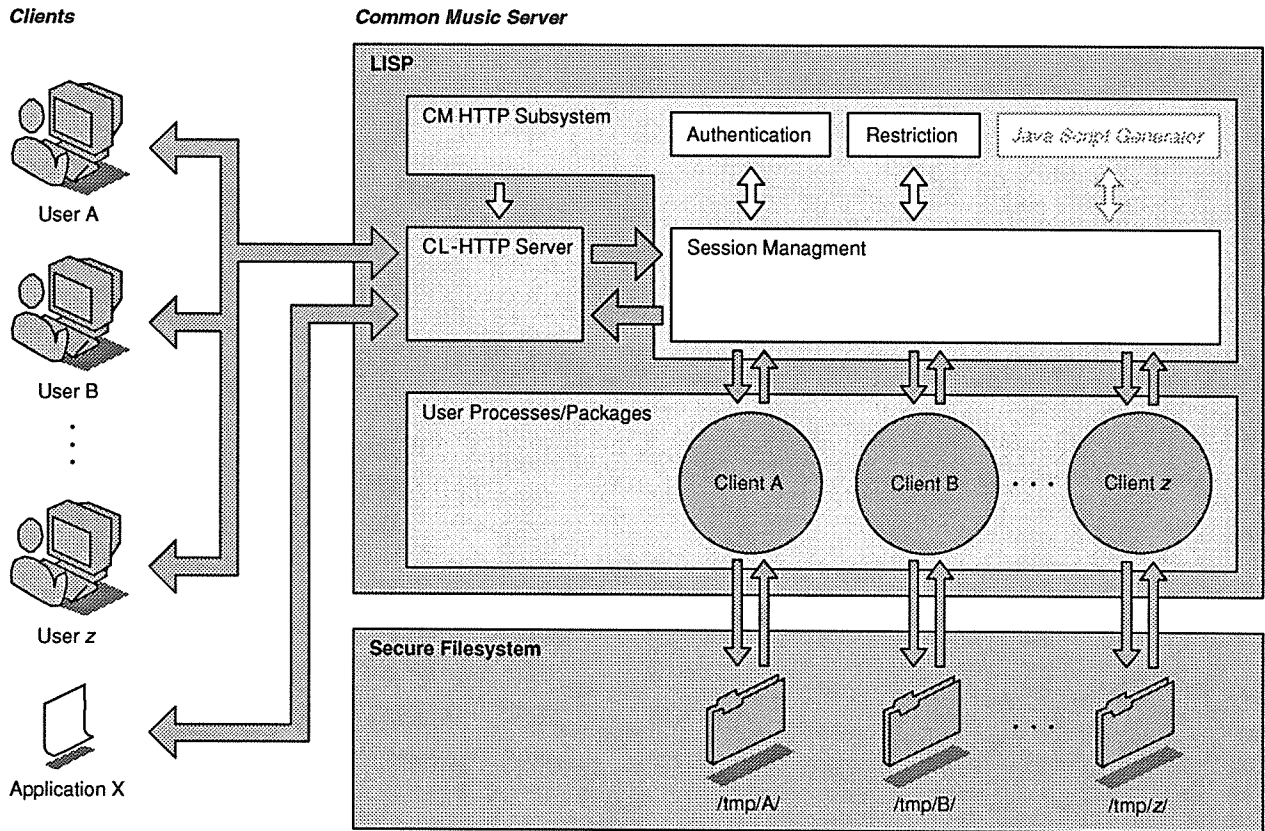 Clients
Common Music Server
LISP
CM HTTP Subsystem
Authentication
Restriction
Java Script Generator
User A
CL-HTTP Server
Session Managment
User B
User Processes/Packages
Client A
Client B
. . .
Client z
User z
Secure Filesystem
. . .
Application X
/tmp/A/
/tmp/B/
/tmp/z/